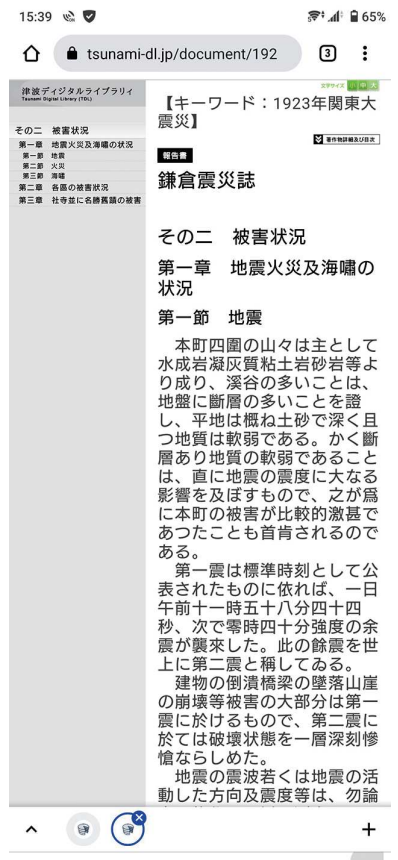 15:39
65%
tsunami-dl.jp/document/192
3
津波ディジタルライブラリィ
Tsunami Digital Library (TDL)
その二 被害状況
第一章 地震火災及海嘯の状況
第一節 地震
第二節 火災
第三節 海嘯
第二章 各區の被害狀況
第三章 社寺並に名勝舊蹟の被害
文字サイズ 小 中 大
【キーワード：1923年関東大
震災】
著作物詳細及び目次
報告書
鎌倉震災誌
その二 被害状況
第一章 地震火災及海嘯の
状況
第一節 地震
本町四圍の山々は主として
水成岩凝灰質粘土岩砂岩等よ
り成り、溪谷の多いことは、
地盤に斷層の多いことを證
し、平地は概ね土砂で深く且
つ地質は軟弱である。かく斷
層あり地質の軟弱であること
は、直に地震の震度に大なる
影響を及ぼすもので、之が爲
に本町の被害が比較的激甚で
あつたことも首肯されるので
ある。
第一震は標準時刻として公
表されたものに依れば、一日
午前十一時五十八分四十四
秒、次で零時四十分強度の余
震が襲來した。此の餘震を世
上に第二震と稱してゐる。
建物の倒潰橋梁の墜落山崖
の崩壊等被害の大部分は第一
震に於けるもので、第二震に
於ては破壞状態を一層深刻慘
愴ならしめた。
地震の震波若くは地震の活
動した方向及震度等は、勿論